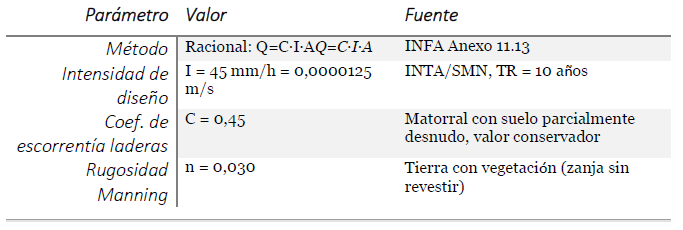 Parámetro Valor Fuente
Método Racional: Q=C·I·AQ=C·I·A INFA Anexo 11.13
Intensidad de I = 45 mm/h = 0,0000125 INTA/SMN, TR = 10 años
diseño m/s
Coef. de C = 0,45 Matorral con suelo parcialmente
escorrentía laderas desnudo, valor conservador
Rugosidad n = 0,030 Tierra con vegetación (zanja sin
Manning revestir)